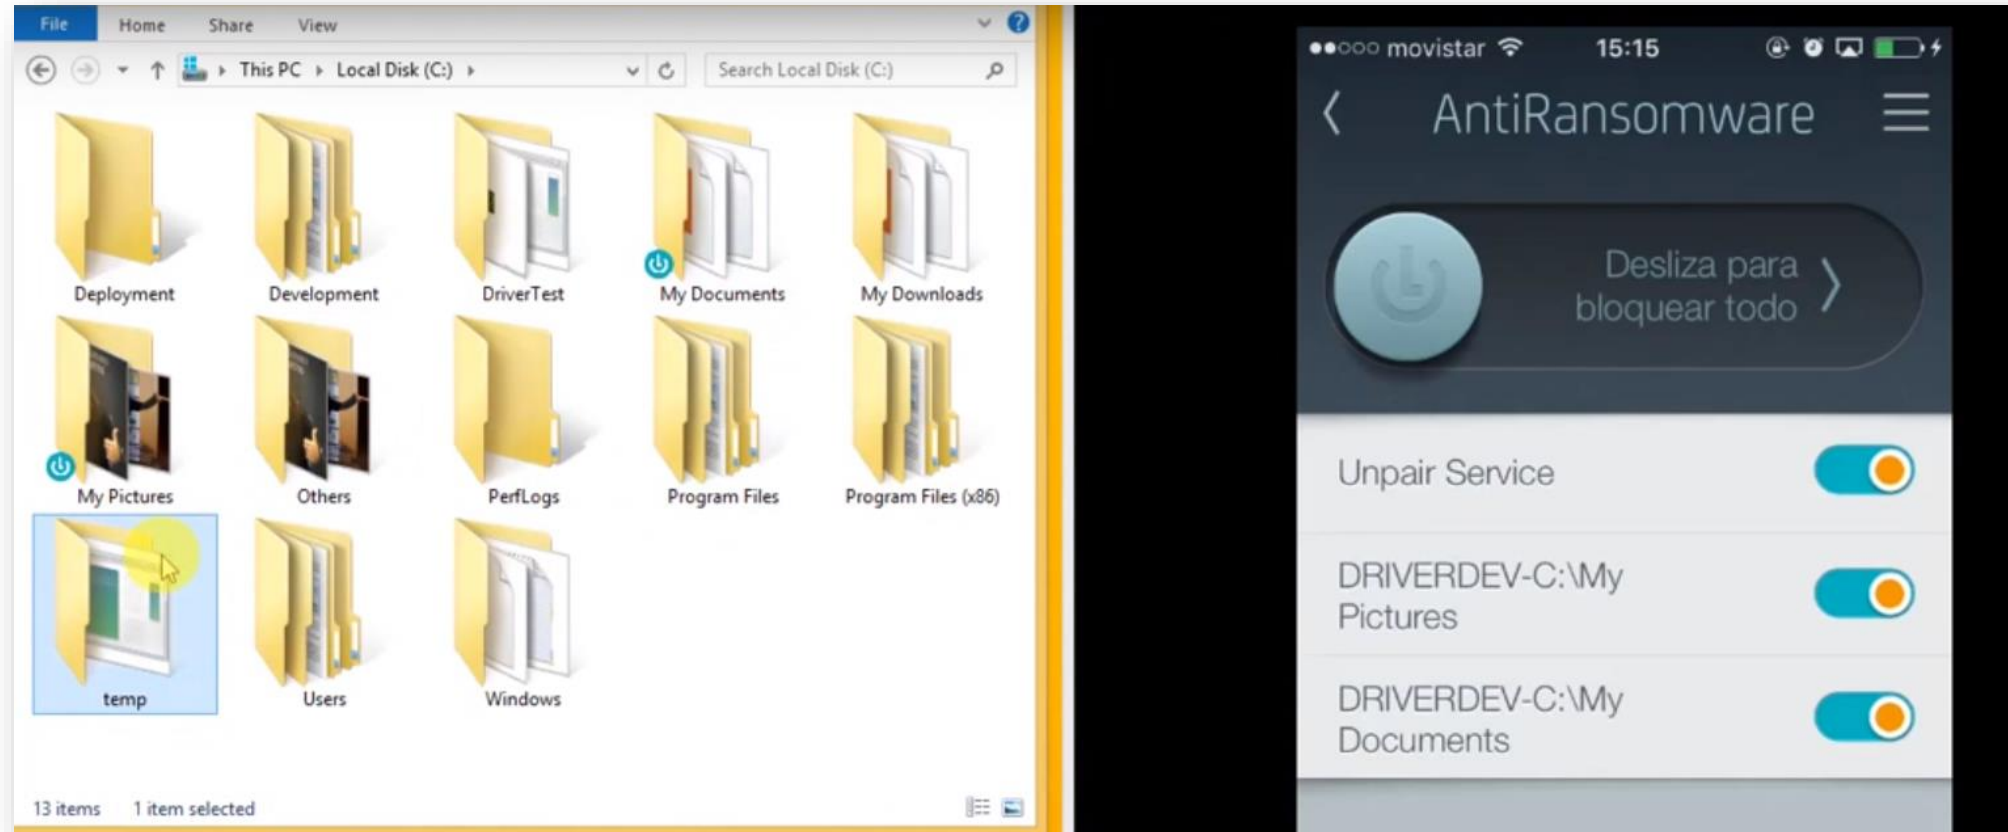 File Home Share View
This PC Local Disk (C:)
Search Local Disk (C:)
Deployment
Development
DriverTest
My Documents
My Downloads
My Pictures
Others
PerfLogs
Program Files
Program Files (x86)
temp
Users
Windows
13 items 1 item selected
movistar 15:15
AntiRansomware
Desliza para
bloquear todo
Unpair Service
DRIVERDEV-C:\My
Pictures
DRIVERDEV-C:\My
Documents